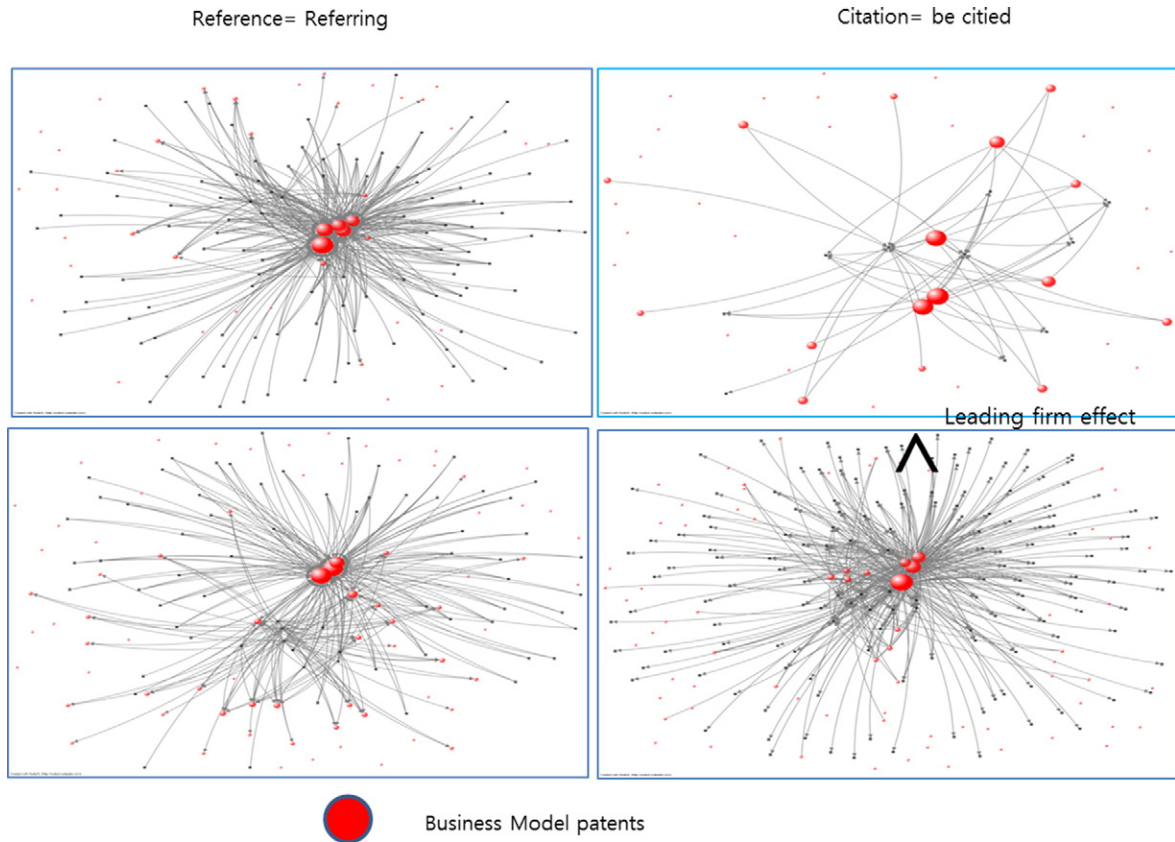 Reference= Referring
Citation= be citied
Leading firm effect
Business Model patents